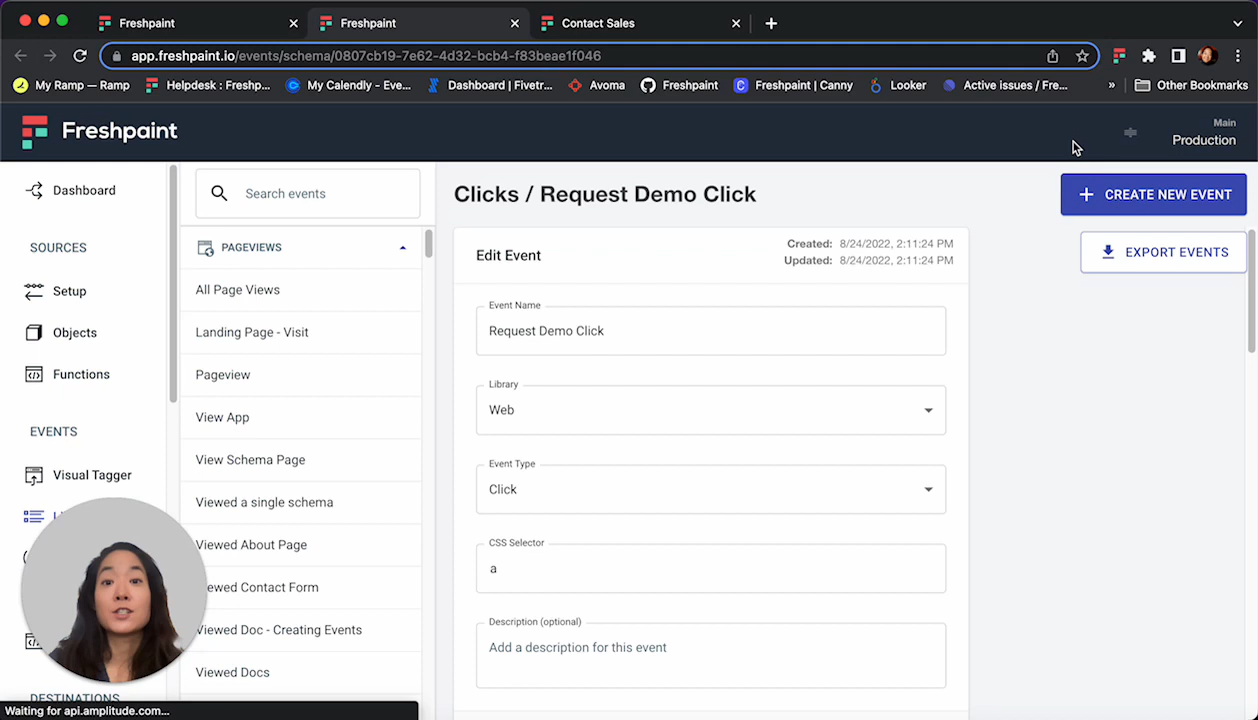 Freshpaint
Freshpaint
Contact Sales
app.freshpaint.io/events/schema/0807cb19-7e62-4d32-bcb4-f83beae1f046
My Ramp — Ramp
Helpdesk : Freshp...
My Calendly - Eve...
Dashboard | Fivetr...
Avoma
Freshpaint
Freshpaint | Canny
Looker
Active issues / Fre...
»
Other Bookmarks
Freshpaint
Main
Production
Dashboard
SOURCES
Setup
Objects
Functions
EVENTS
Visual Tagger
DESTINATIONS
Search events
PAGEVIEWS
All Page Views
Landing Page - Visit
Pageview
View App
View Schema Page
Viewed a single schema
Viewed About Page
ewed Contact Form
Viewed Doc - Creating Events
Viewed Docs
Clicks / Request Demo Click
+ CREATE NEW EVENT
EXPORT EVENTS
Edit Event
Created: 8/24/2022, 2:11:24 PM
Updated: 8/24/2022, 2:11:24 PM
Event Name
Request Demo Click
Library
Web
Event Type
Click
CSS Selector
a
Description (optional)
Add a description for this event
Waiting for api.amplitude.com...